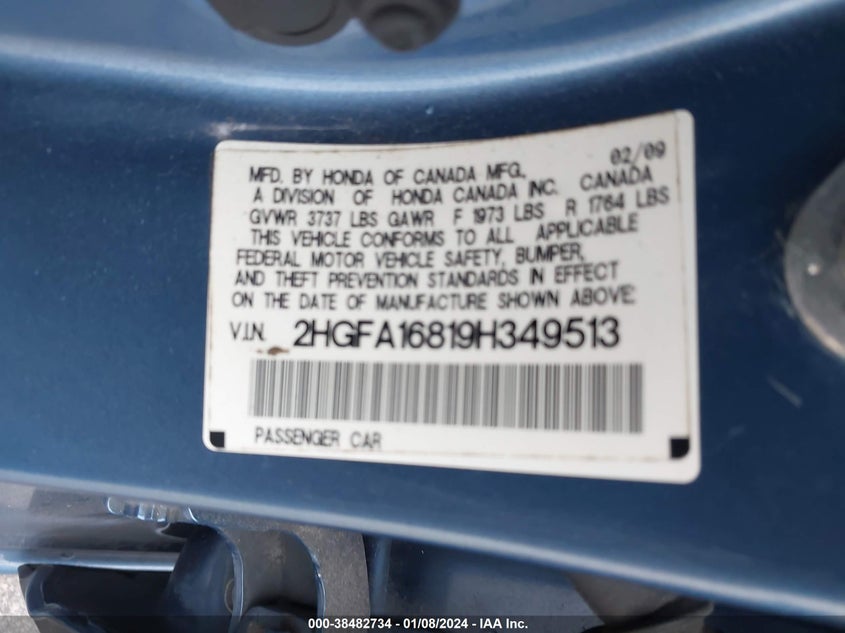 02/09
MFD. BY HONDA OF CANADA MFG.,
A DIVISION OF HONDA CANADA INC. CANADA
GVWR 3737 LBS GAWR F 1973 LBS R 1764 LBS
THIS VEHICLE CONFORMS TO ALL APPLICABLE
FEDERAL MOTOR VEHICLE SAFETY, BUMPER,
AND THEFT PREVENTION STANDARDS IN EFFECT
ON THE DATE OF MANUFACTURE SHOWN ABOVE.
V.I.N. 2HGFA16819H349513
PASSENGER CAR
000-38482734 - 01/08/2024 - IAA Inc.